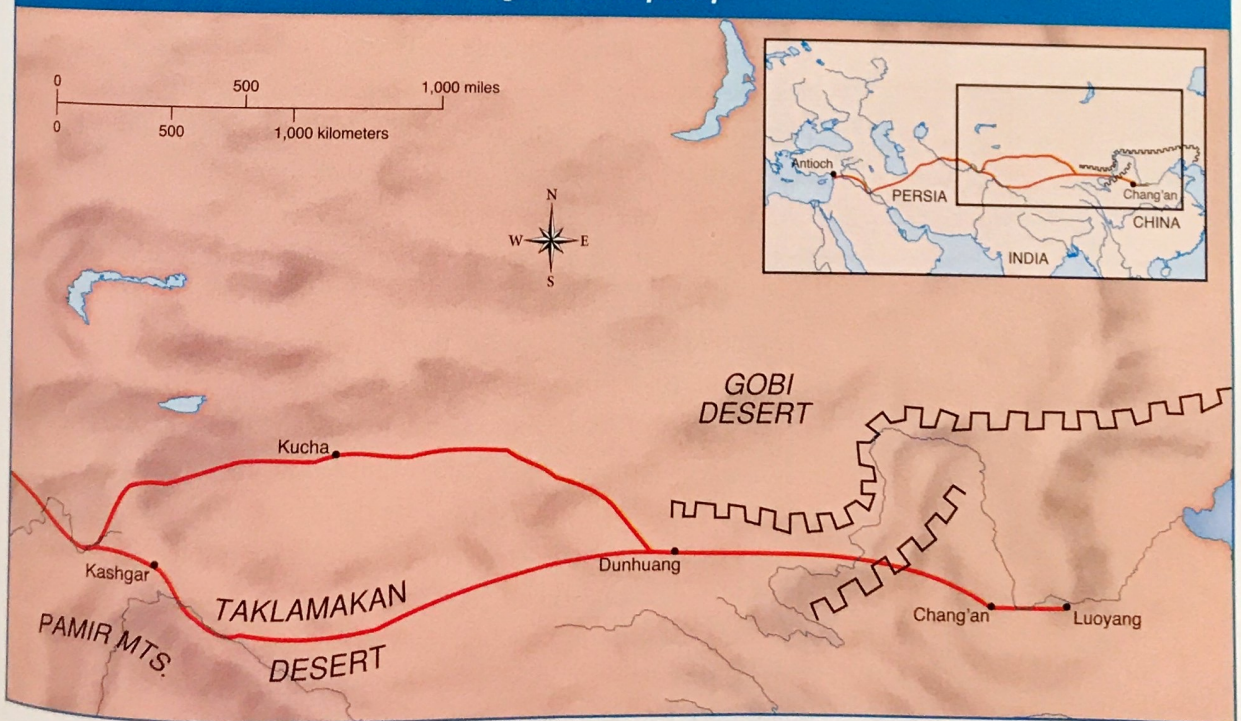 0 500 1,000 miles
0 500 1,000 kilometers
N
W E
S
Antioch
PERSIA
INDIA
Chang'an
CHINA
GOBI
DESERT
Kucha
Kashgar
Dunhuang
TAKLAMAKAN
DESERT
PAMIR MTS.
Chang'an
Luoyang